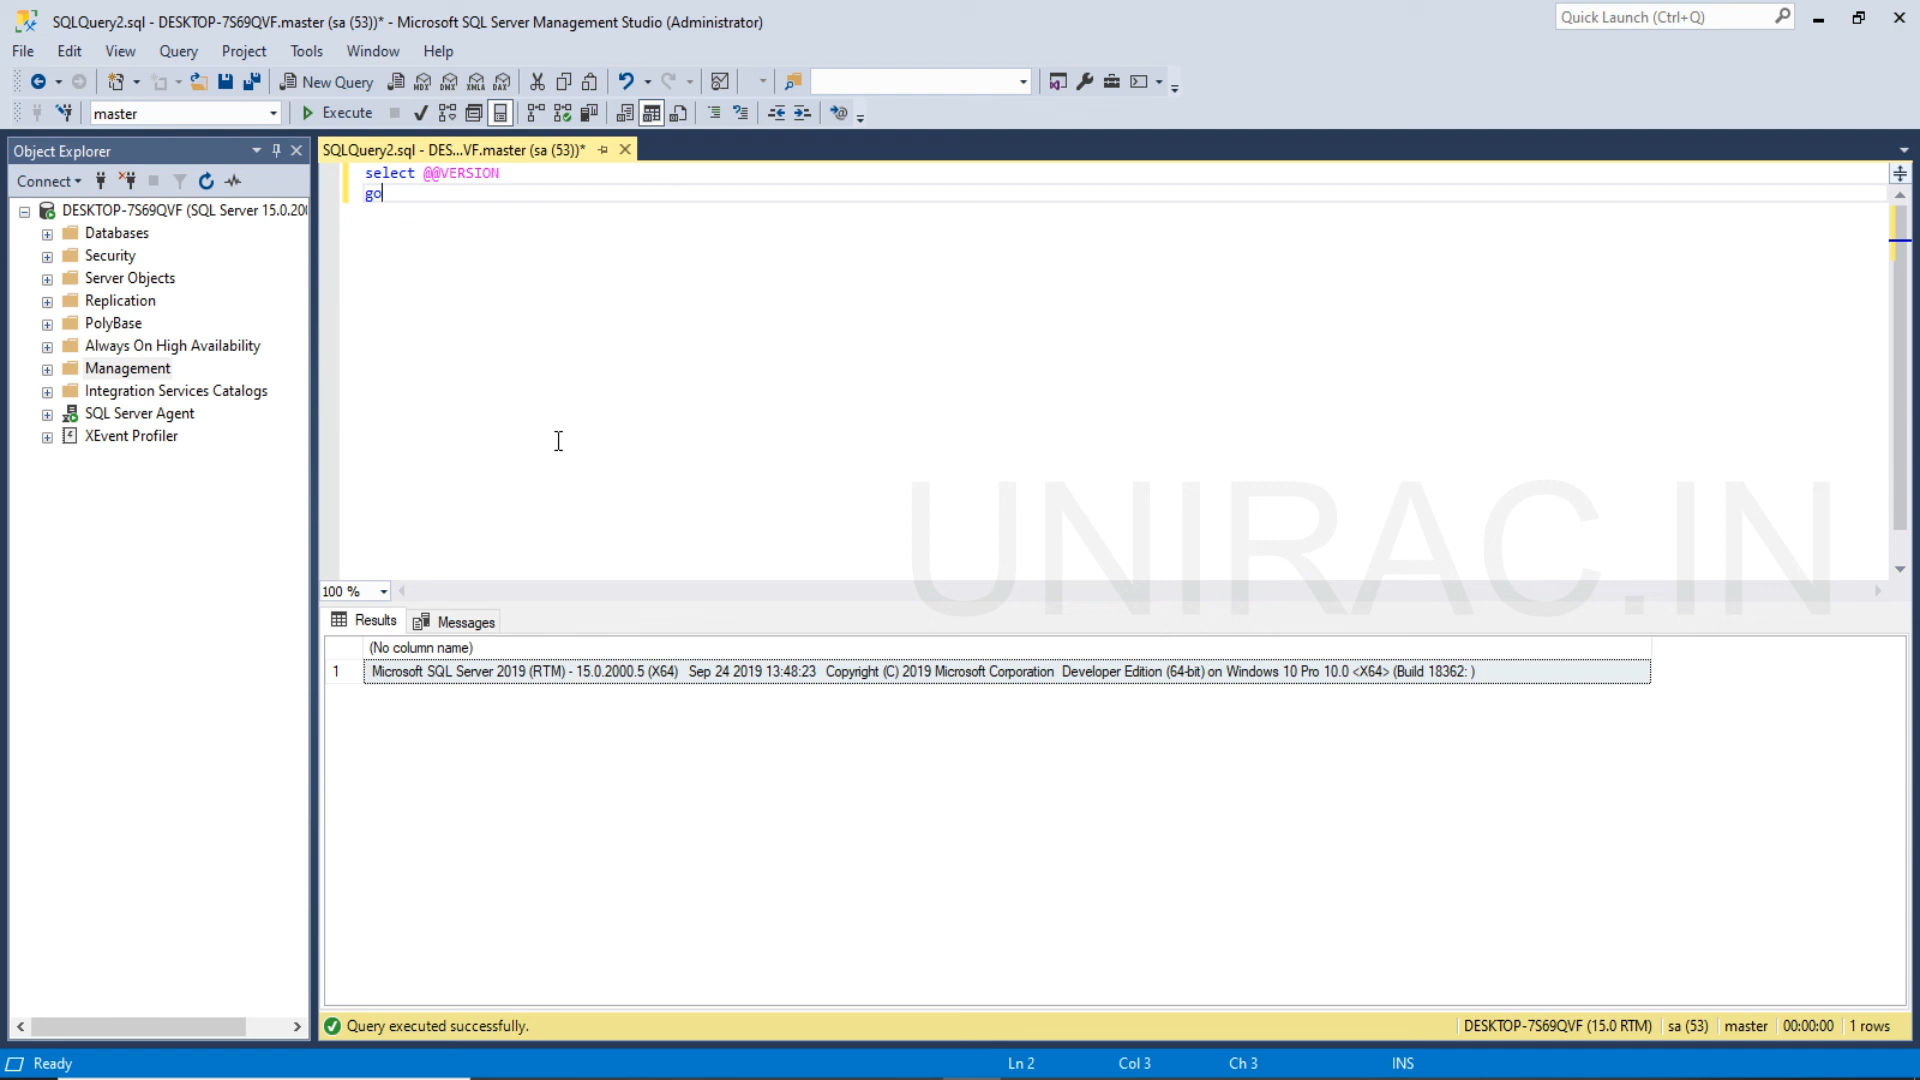 SQLQuery2.sql - DESKTOP-7S69QVF.master (sa (53))* - Microsoft SQL Server Management Studio (Administrator)
Quick Launch (Ctrl+Q)
File Edit View Query Project Tools Window Help
New Query MDX DMX XMLA DAX
master Execute
Object Explorer
SQLQuery2.sql - DES...VF.master (sa (53))*
Connect
select @@VERSION
go
DESKTOP-7S69QVF (SQL Server 15.0.200
Databases
Security
Server Objects
Replication
PolyBase
Always On High Availability
Management
Integration Services Catalogs
SQL Server Agent
XEvent Profiler
UNIRAC.IN
100 %
Results Messages
(No column name)
1 Microsoft SQL Server 2019 (RTM) - 15.0.2000.5 (X64) Sep 24 2019 13:48:23 Copyright (C) 2019 Microsoft Corporation Developer Edition (64-bit) on Windows 10 Pro 10.0 <X64> (Build 18362: )
Query executed successfully.
DESKTOP-7S69QVF (15.0 RTM) sa (53) master 00:00:00 1 rows
Ready Ln 2 Col 3 Ch 3 INS